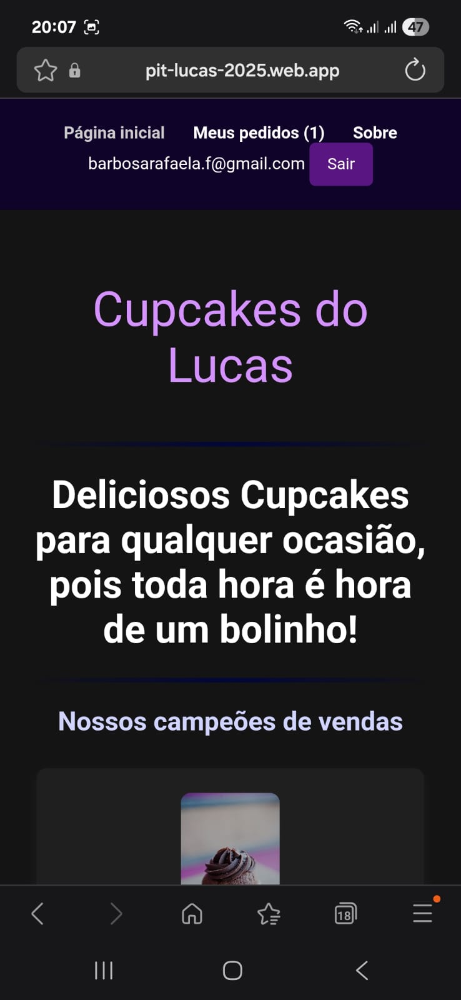 20:07
47
pit-lucas-2025.web.app
Página inicial Meus pedidos (1) Sobre
barbosarafaela.f@gmail.com Sair
Cupcakes do
Lucas
Deliciosos Cupcakes
para qualquer ocasião,
pois toda hora é hora
de um bolinho!
Nossos campeões de vendas
18